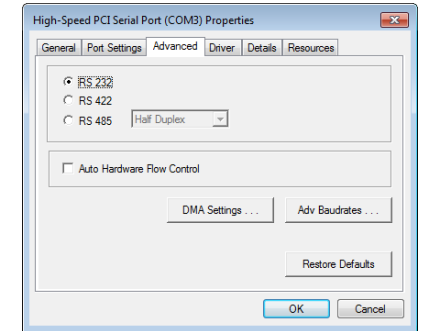 High-Speed PCI Serial Port (COM3) Properties
General Port Settings Advanced Driver Details Resources
RS 232
RS 422
RS 485 Half Duplex
Auto Hardware Flow Control
DMA Settings . . . Adv Baudrates . . .
Restore Defaults
OK Cancel